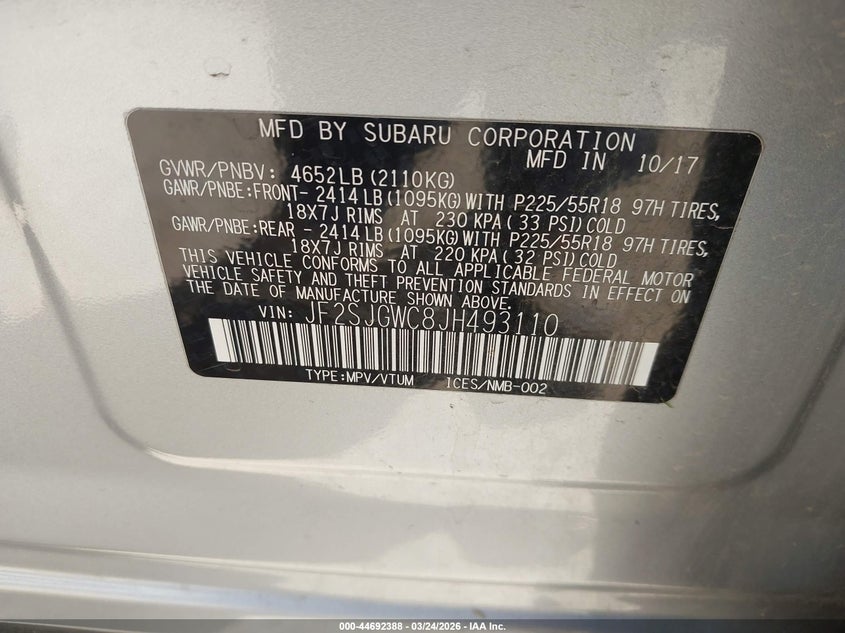 MFD BY SUBARU CORPORATION
MFD IN 10/17
GVWR/PNBV: 4652LB(2110KG)
GAWR/PNBE:FRONT- 2414LB(1095KG)WITH P225/55R18 97H TIRES,
18X7J RIMS AT 230 KPA(33 PSI)COLD
GAWR/PNBE:REAR - 2414LB(1095KG)WITH P225/55R18 97H TIRES,
18X7J RIMS AT 220 KPA(32 PSI)COLD
THIS VEHICLE CONFORMS TO ALL APPLICABLE FEDERAL MOTOR
VEHICLE SAFETY AND THEFT PREVENTION STANDARDS IN EFFECT ON
THE DATE OF MANUFACTURE SHOWN ABOVE.
VIN: JF2SJGWC8JH493110
TYPE:MPV/VTUM ICES/NMB-002
000-44692388 - 03/24/2026 - IAA Inc.